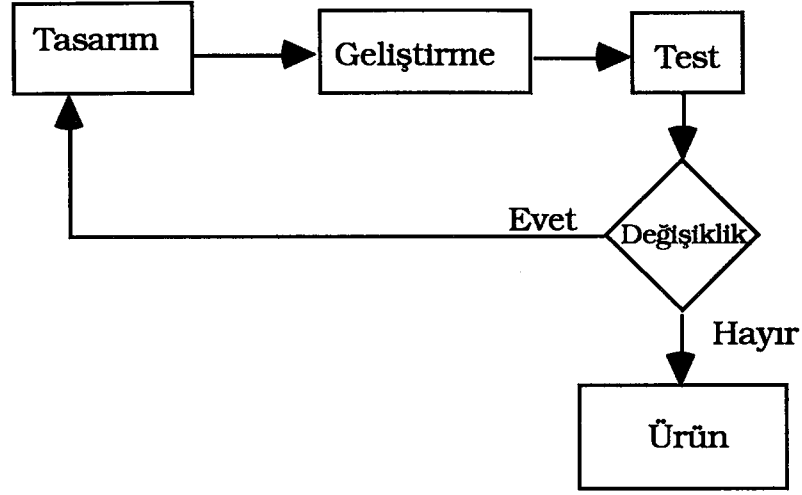 Tasarım
Geliştirme
Test
Evet
Değişiklik
Hayır
Ürün